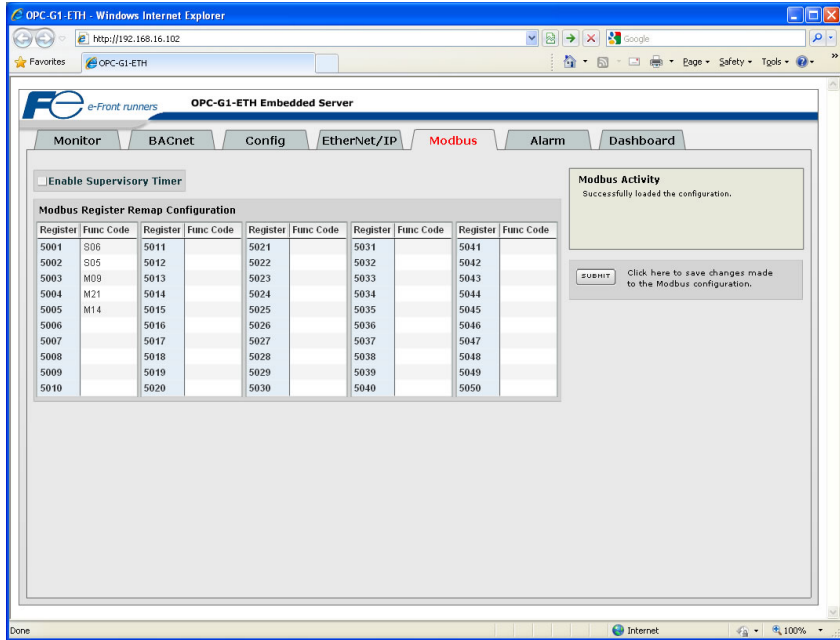 OPC-G1-ETH - Windows Internet Explorer
http://192.168.16.102
Google
Favorites
OPC-G1-ETH
Page
Safety
Tools
Fe e-Front runners
OPC-G1-ETH Embedded Server
Monitor BACnet Config EtherNet/IP Modbus Alarm Dashboard
Enable Supervisory Timer
Modbus Register Remap Configuration
Register Func Code Register Func Code Register Func Code Register Func Code Register Func Code
5001 S06 5011 5021 5031 5041
5002 S05 5012 5022 5032 5042
5003 M09 5013 5023 5033 5043
5004 M21 5014 5024 5034 5044
5005 M14 5015 5025 5035 5045
5006 5016 5026 5036 5046
5007 5017 5027 5037 5047
5008 5018 5028 5038 5048
5009 5019 5029 5039 5049
5010 5020 5030 5040 5050
Modbus Activity
Successfully loaded the configuration.
SUBMIT
Click here to save changes made
to the Modbus configuration.
Done
Internet
100%